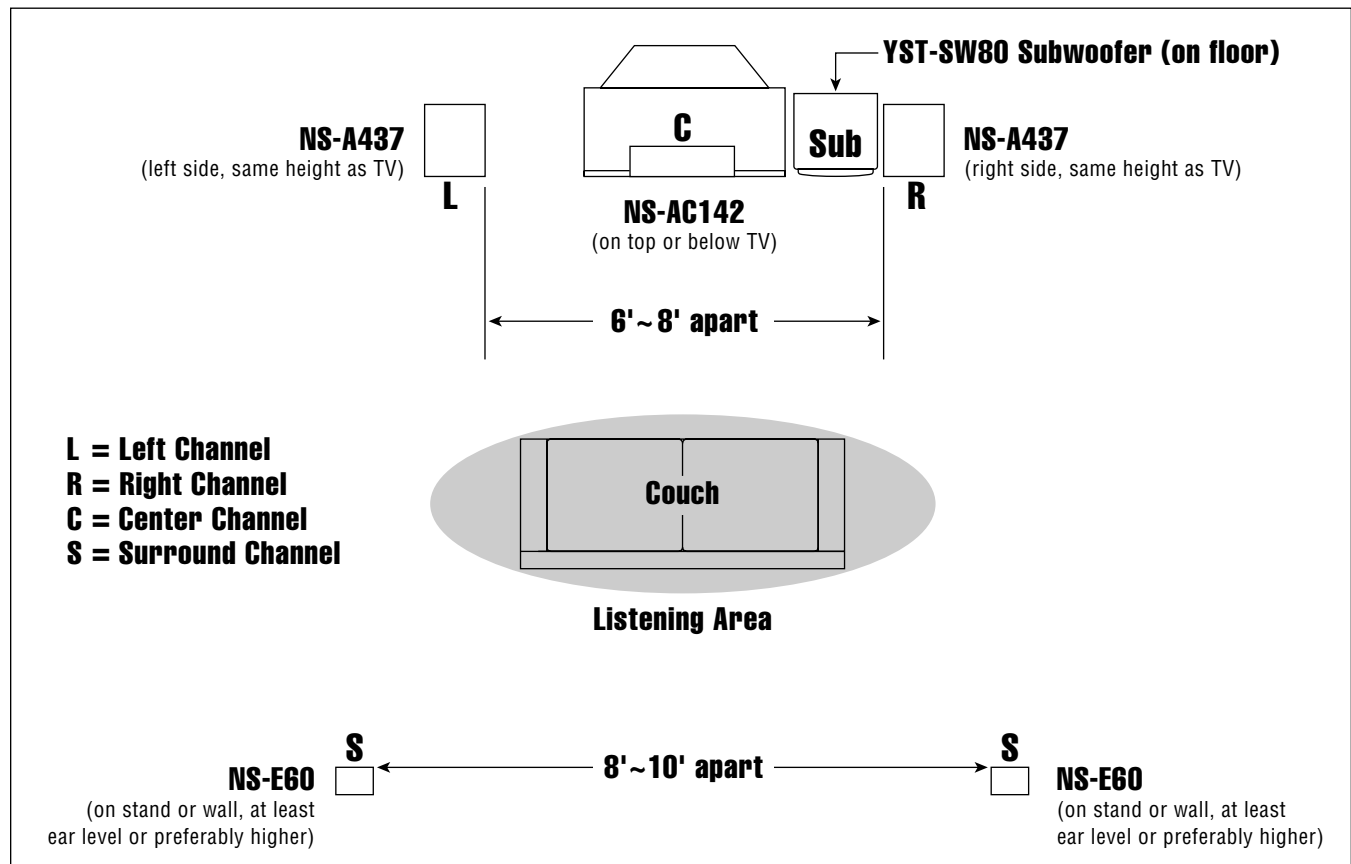 YST-SW80 Subwoofer (on floor)
C
Sub
NS-A437
(left side, same height as TV)
L
NS-A437
(right side, same height as TV)
R
NS-AC142
(on top or below TV)
6'~8' apart
L = Left Channel
R = Right Channel
C = Center Channel
S = Surround Channel
Couch
Listening Area
S
NS-E60
(on stand or wall, at least
ear level or preferably higher)
8'~10' apart
S
NS-E60
(on stand or wall, at least
ear level or preferably higher)